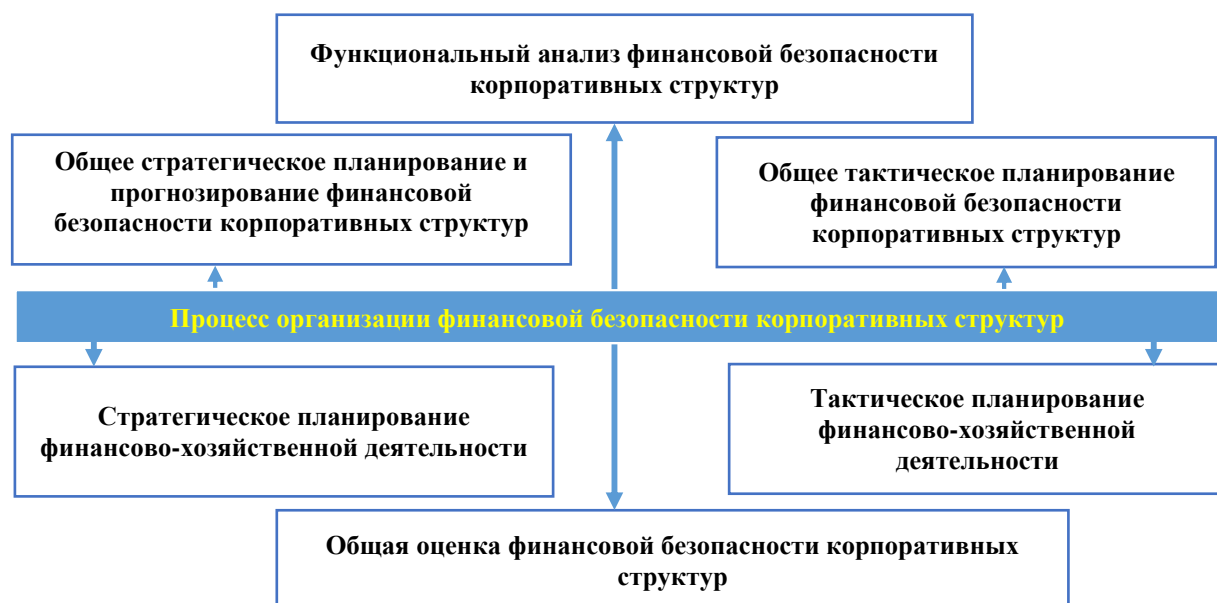 Функциональный анализ финансовой безопасности
корпоративных структур
Общее стратегическое планирование и
прогнозирование финансовой
безопасности корпоративных структур
Общее тактическое планирование
финансовой безопасности
корпоративных структур
Процесс организации финансовой безопасности корпоративных структур
Стратегическое планирование
финансово-хозяйственной деятельности
Тактическое планирование
финансово-хозяйственной
деятельности
Общая оценка финансовой безопасности корпоративных
структур